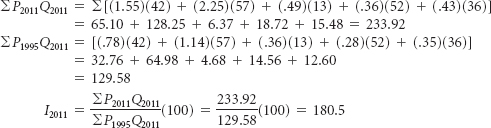 ΣP₂₀₁₁Q₂₀₁₁ = Σ[(1.55)(42) + (2.25)(57) + (.49)(13) + (.36)(52) + (.43)(36)]
= 65.10 + 128.25 + 6.37 + 18.72 + 15.48 = 233.92
ΣP₁₉₉₅Q₂₀₁₁ = [(.78)(42) + (1.14)(57) + (.36)(13) + (.28)(52) + (.35)(36)]
= 32.76 + 64.98 + 4.68 + 14.56 + 12.60
= 129.58
I₂₀₁₁ = ΣP₂₀₁₁Q₂₀₁₁ / ΣP₁₉₉₅Q₂₀₁₁ (100) = 233.92 / 129.58 (100) = 180.5